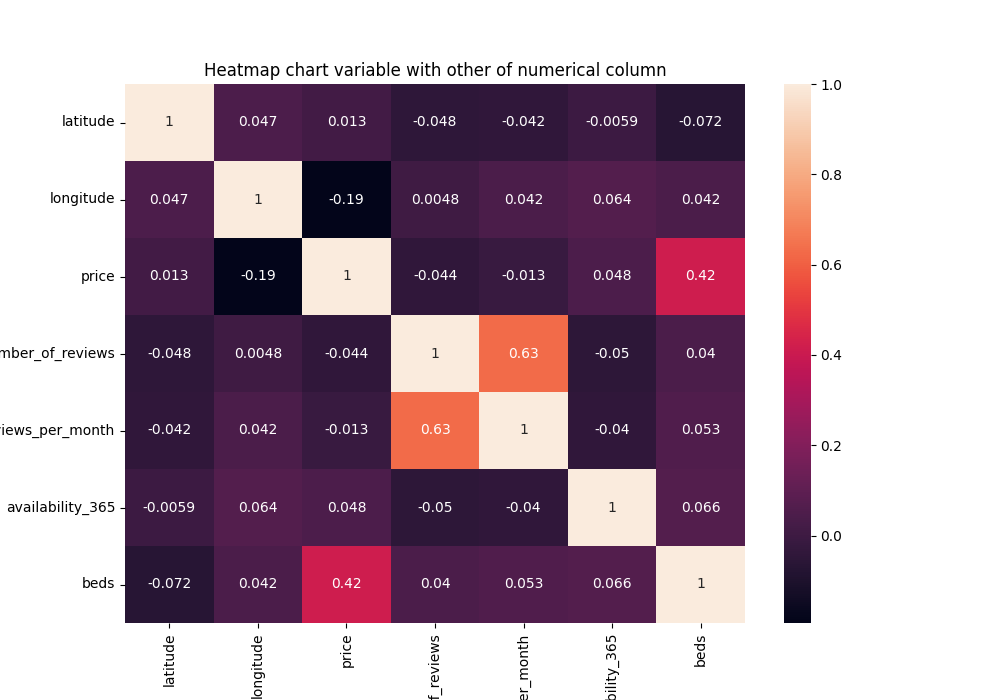 Heatmap chart variable with other of numerical column
latitude 1 0.047 0.013 -0.048 -0.042 -0.0059 -0.072
longitude 0.047 1 -0.19 0.0048 0.042 0.064 0.042
price 0.013 -0.19 1 -0.044 -0.013 0.048 0.42
mber_of_reviews -0.048 0.0048 -0.044 1 0.63 -0.05 0.04
iews_per_month -0.042 0.042 -0.013 0.63 1 -0.04 0.053
availability_365 -0.0059 0.064 0.048 -0.05 -0.04 1 0.066
beds -0.072 0.042 0.42 0.04 0.053 0.066 1
latitude
longitude
price
f_reviews
er_month
bility_365
beds
1.0
0.8
0.6
0.4
0.2
0.0